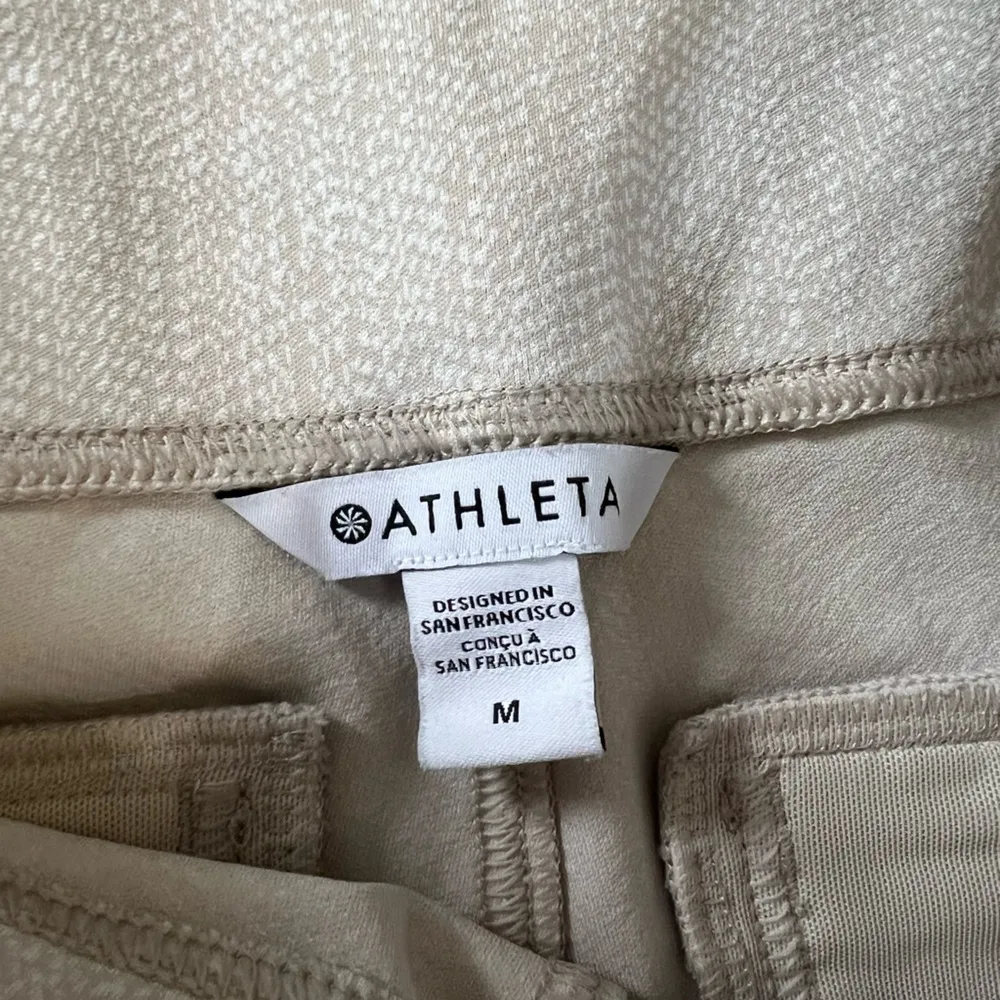 ATHLETA
DESIGNED IN
SAN FRANCISCO
CONÇU À
SAN FRANCISCO
M